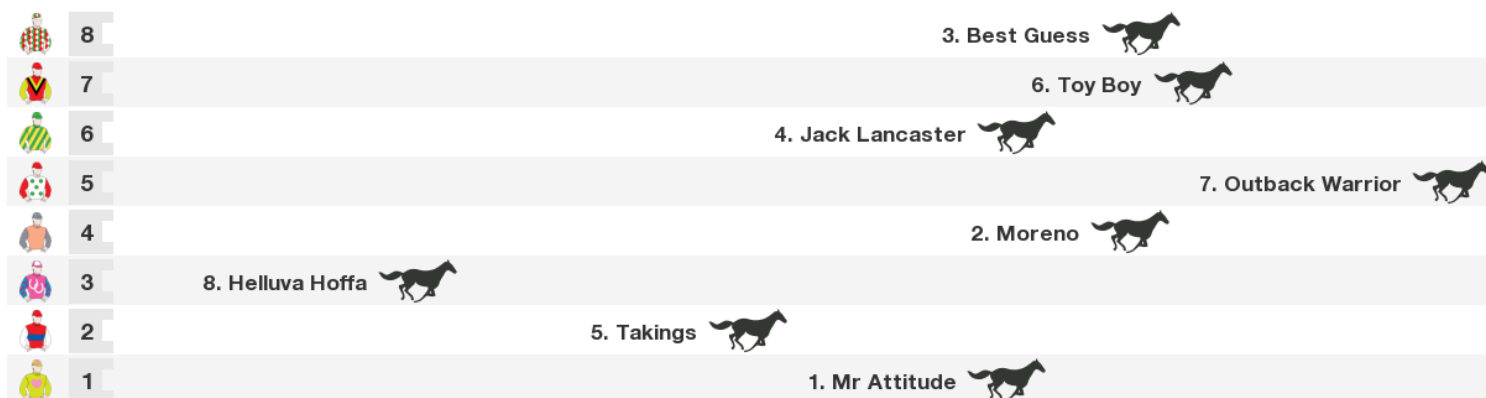 8 3. Best Guess
7 6. Toy Boy
6 4. Jack Lancaster
5 7. Outback Warrior
4 2. Moreno
3 8. Helluva Hoffa
2 5. Takings
1 1. Mr Attitude